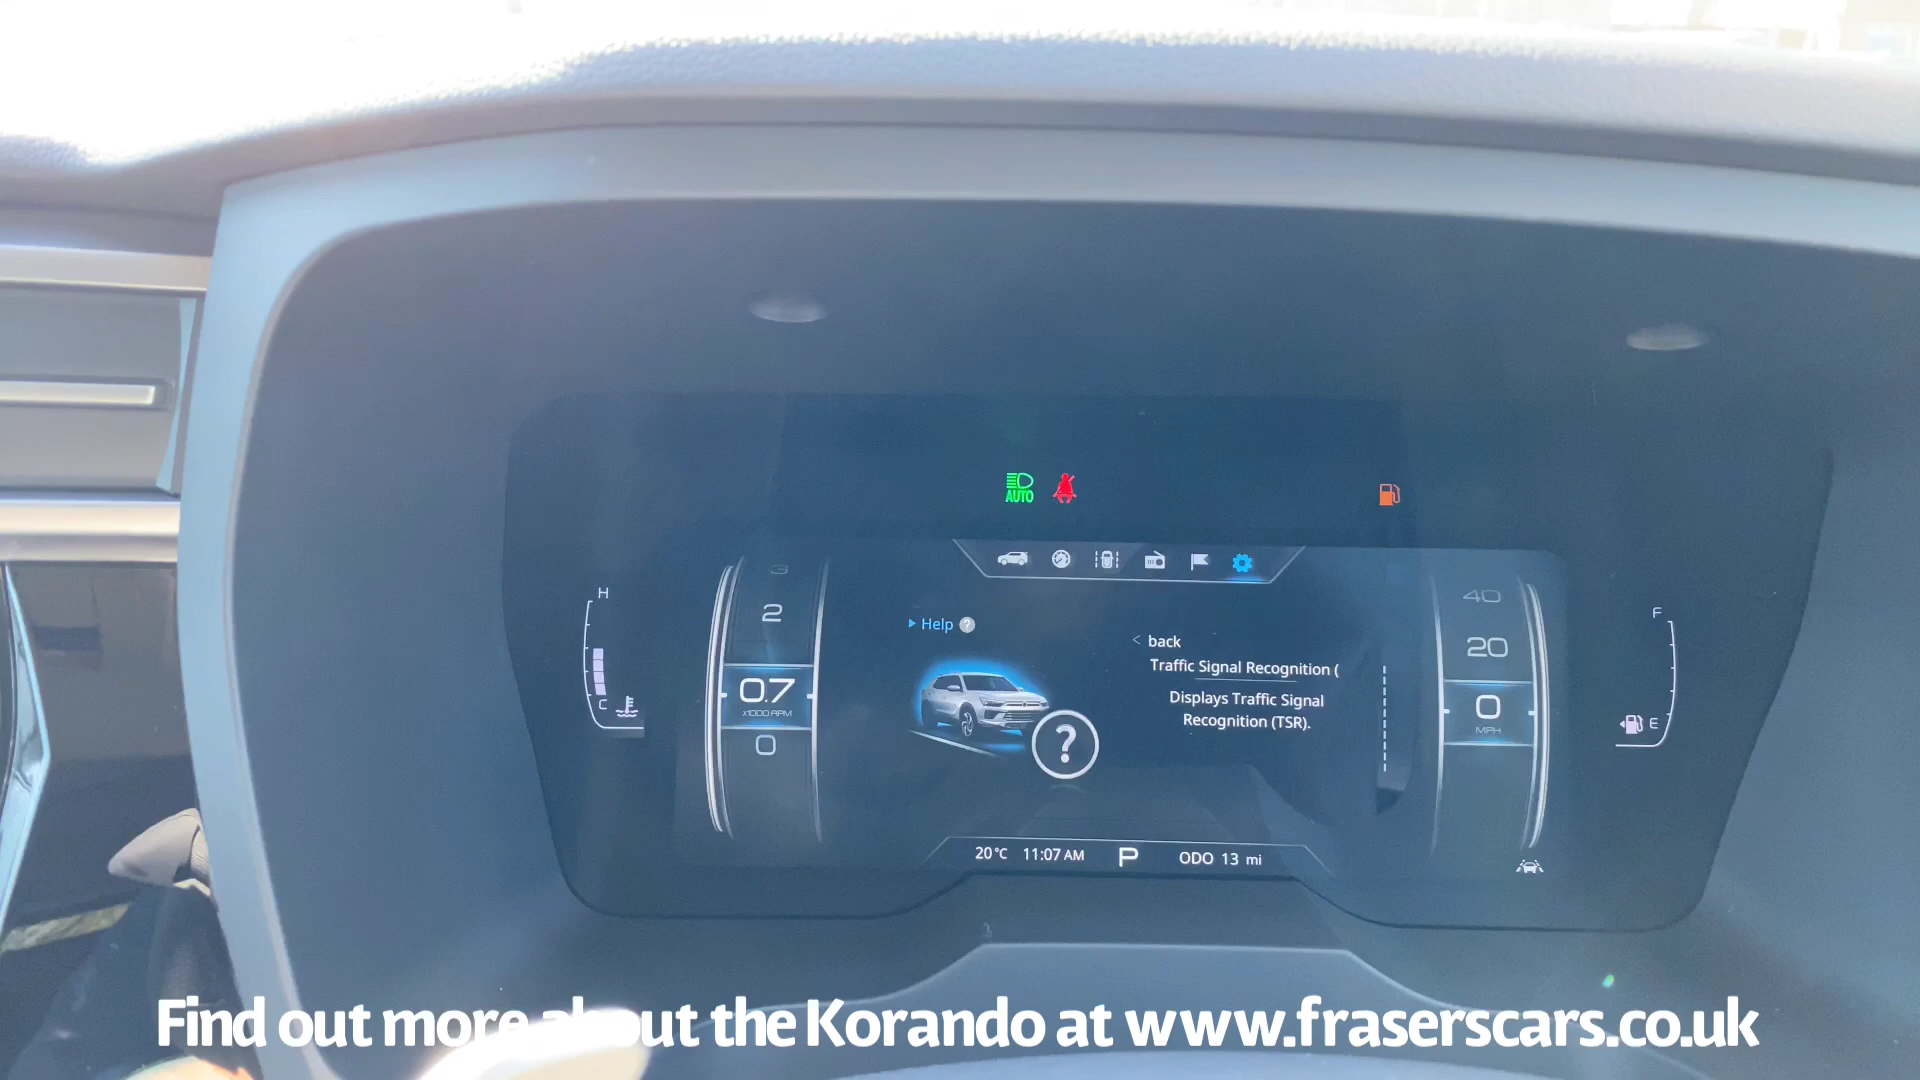 AUTO
H
C
3
2
0.7
x1000 RPM
0
Help ?
?
< back
Traffic Signal Recognition (
Displays Traffic Signal
Recognition (TSR).
40
20
0
MPH
F
E
20°C 11:07 AM P ODO 13 mi
Find out more about the Korando at www.fraserscars.co.uk